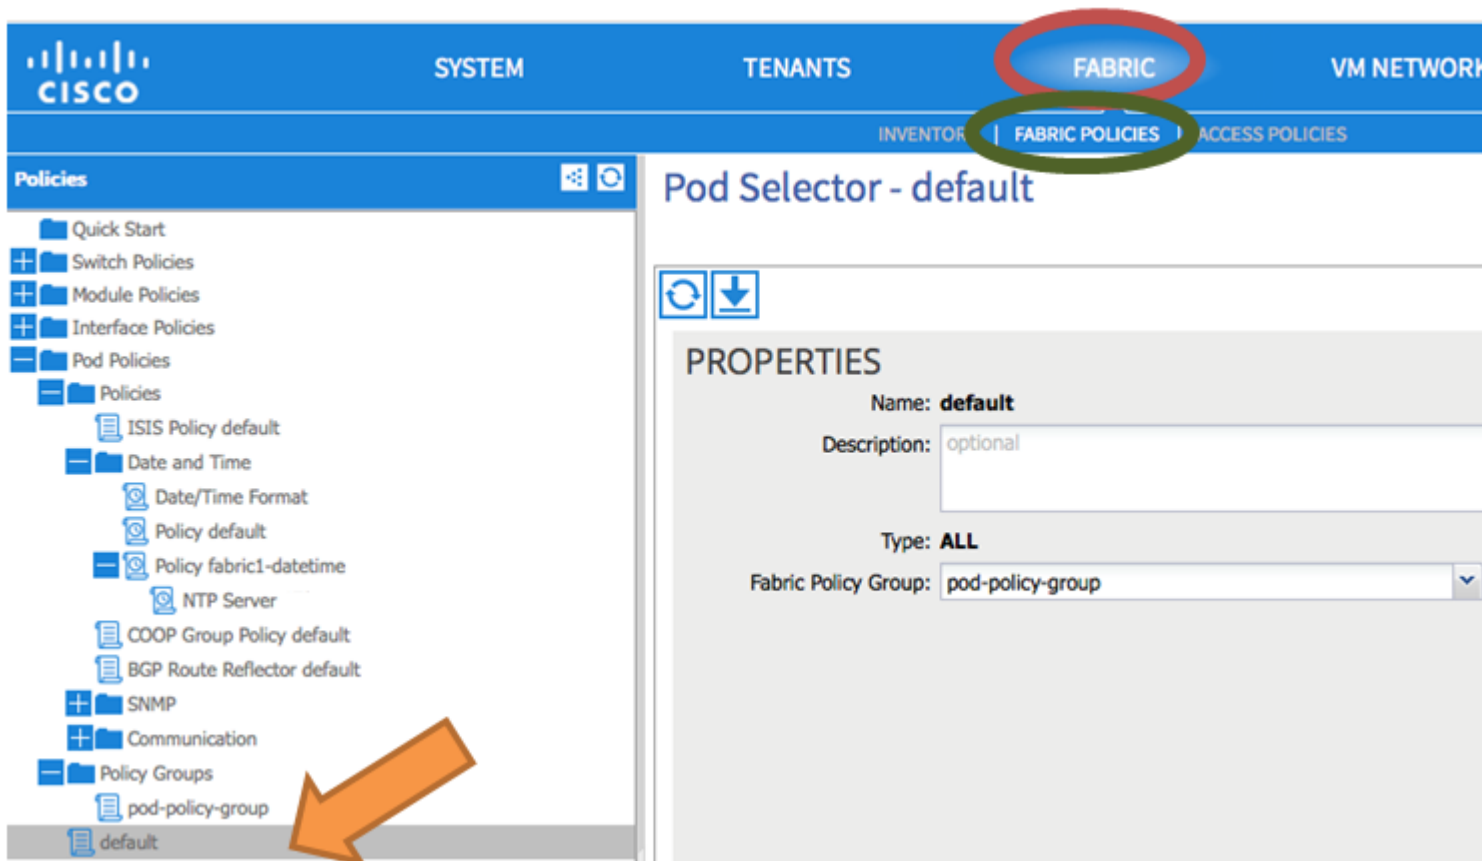 CISCO
SYSTEM TENANTS FABRIC VM NETWORK
INVENTOR | FABRIC POLICIES | ACCESS POLICIES
Policies
Quick Start
Switch Policies
Module Policies
Interface Policies
Pod Policies
Policies
ISIS Policy default
Date and Time
Date/Time Format
Policy default
Policy fabric1-datetime
NTP Server
COOP Group Policy default
BGP Route Reflector default
SNMP
Communication
Policy Groups
pod-policy-group
default
Pod Selector - default
PROPERTIES
Name: default
Description: optional
Type: ALL
Fabric Policy Group: pod-policy-group